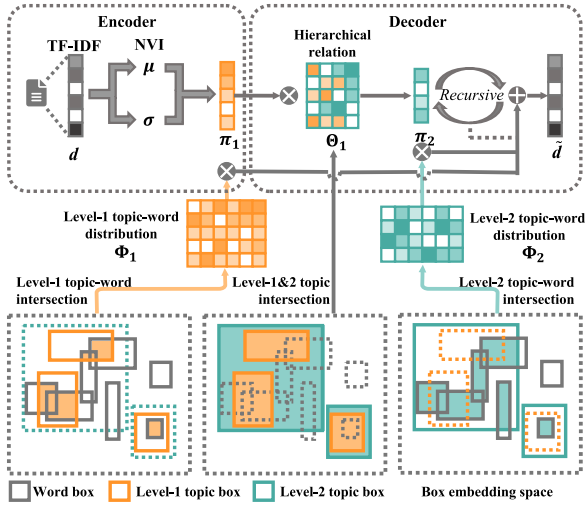 Encoder
Decoder
TF-IDF
NVI
Hierarchical
relation
μ
σ
Recursive
d
π₁
Θ₁
π₂
d̃
Level-1 topic-word
distribution
Φ₁
Level-2 topic-word
distribution
Φ₂
Level-1 topic-word
intersection
Level-1&2 topic
intersection
Level-2 topic-word
intersection
Word box
Level-1 topic box
Level-2 topic box
Box embedding space